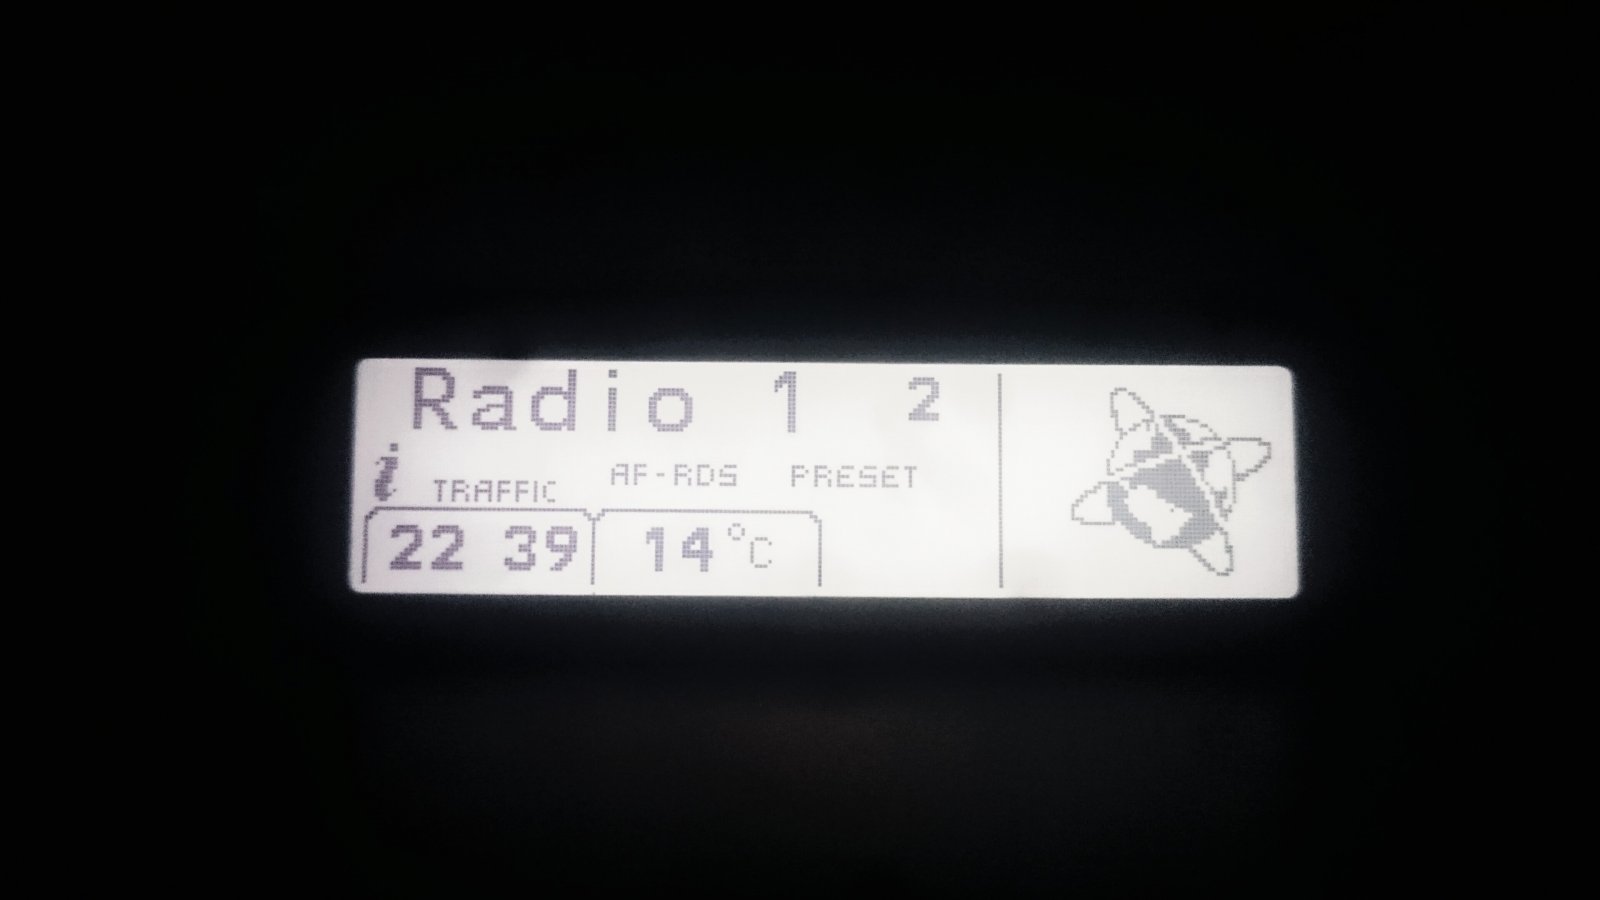 Radio 1 2
i TRAFFIC AF-RDS PRESET
22 39 14°C